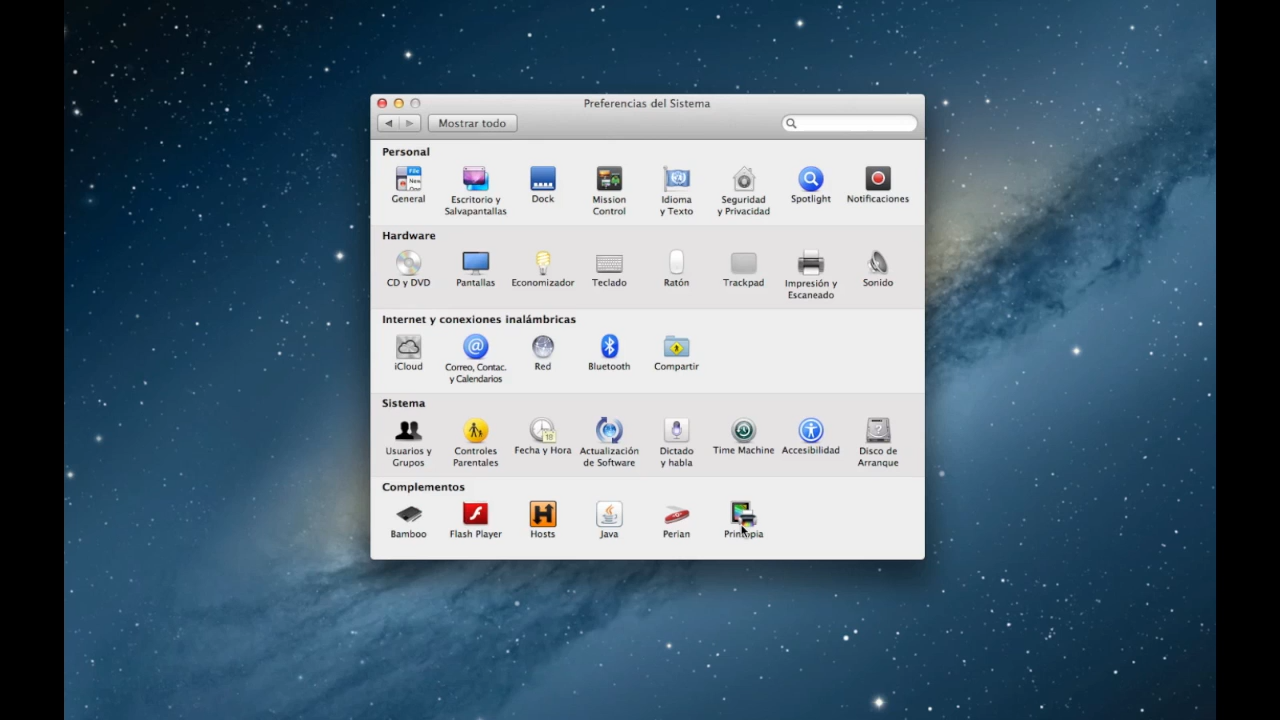 Preferencias del Sistema
Mostrar todo
Personal
General
Escritorio y
Salvapantallas
Dock
Mission
Control
Idioma
y Texto
Seguridad
y Privacidad
Spotlight
Notificaciones
Hardware
CD y DVD
Pantallas
Economizador
Teclado
Ratón
Trackpad
Impresión y
Escaneado
Sonido
Internet y conexiones inalámbricas
iCloud
Correo, Contac.
y Calendarios
Red
Bluetooth
Compartir
Sistema
Usuarios y
Grupos
Controles
Parentales
Fecha y Hora
18
Actualización
de Software
Dictado
y habla
Time Machine
Accesibilidad
Disco de
Arranque
Complementos
Bamboo
Flash Player
Hosts
Java
Perian
Printopia